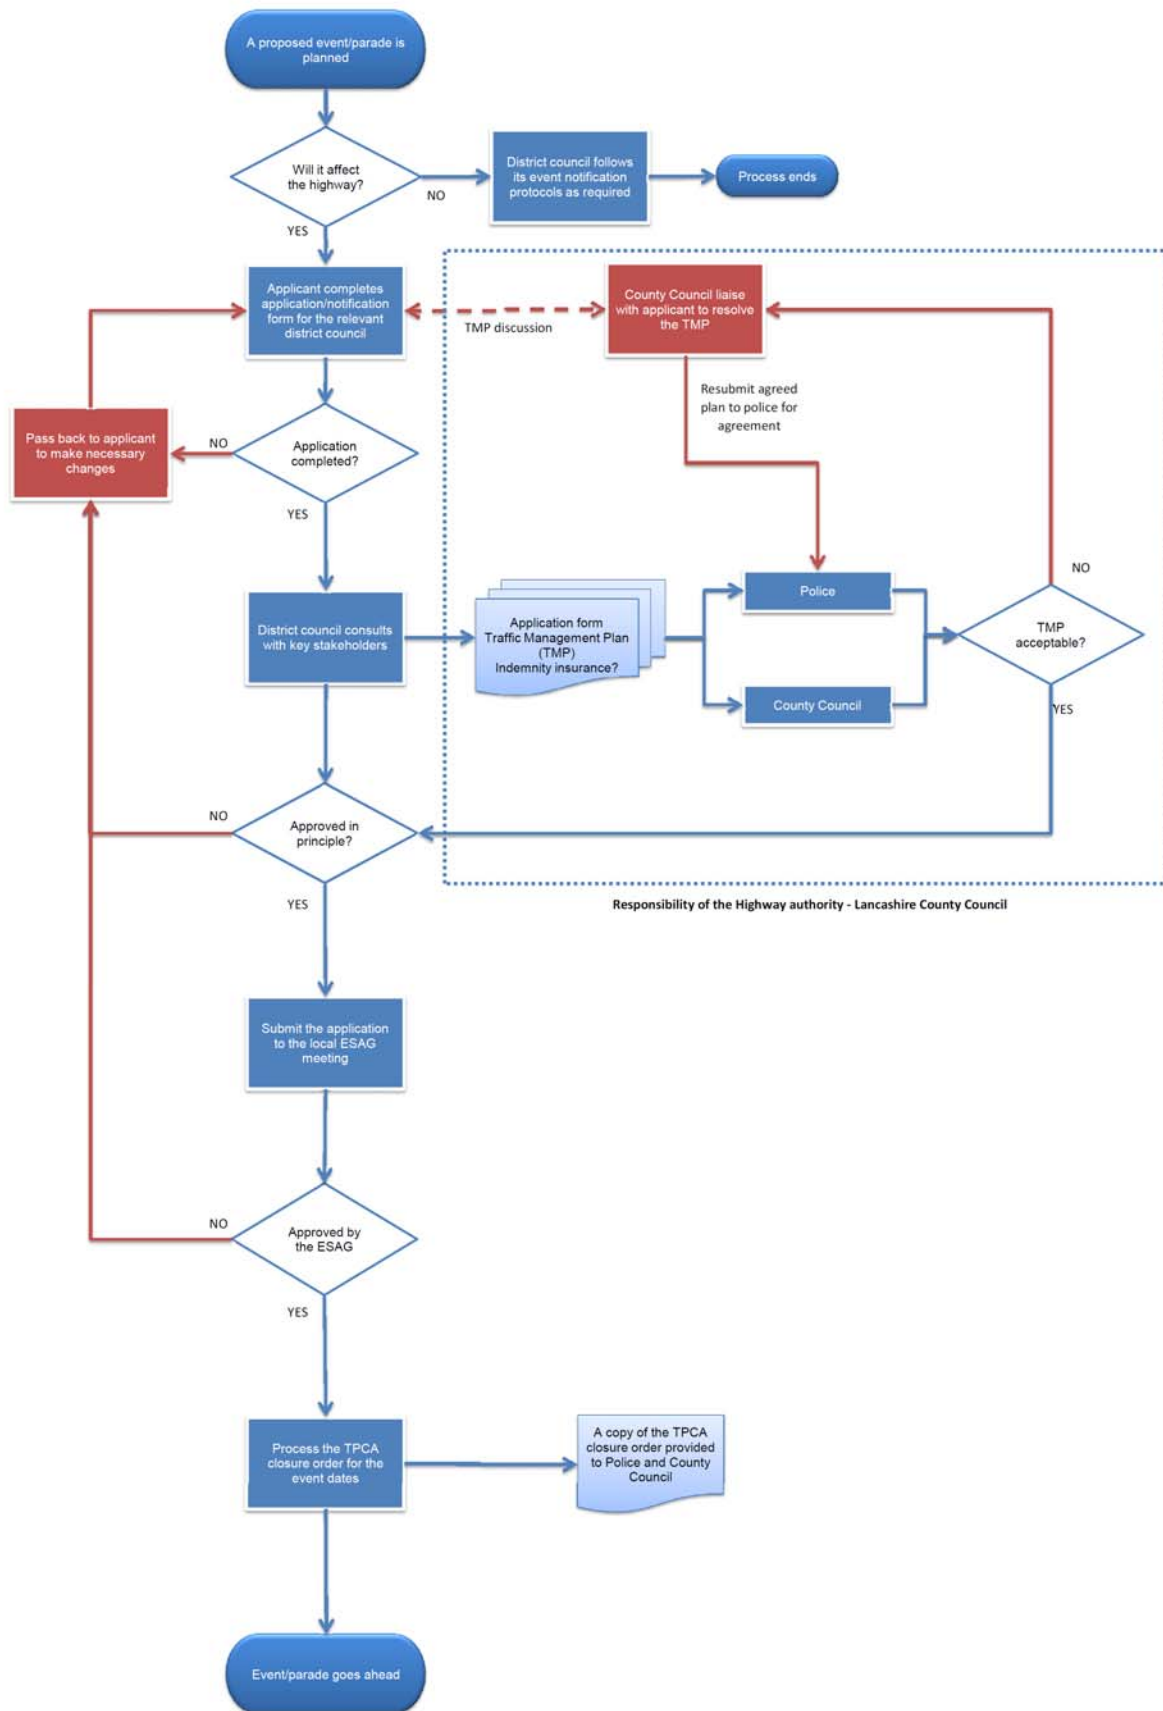 A proposed event/parade is
planned
Will it affect
the highway?
NO
District council follows
its event notification
protocols as required
Process ends
YES
Applicant completes
application/notification
form for the relevant
district council
TMP discussion
County Council liaise
with applicant to resolve
the TMP
Resubmit agreed
plan to police for
agreement
Pass back to applicant
to make necessary
changes
NO
Application
completed?
YES
District council consults
with key stakeholders
Application form
Traffic Management Plan
(TMP)
Indemnity insurance?
Police
County Council
NO
TMP
acceptable?
YES
NO
Approved in
principle?
YES
Responsibility of the Highway authority - Lancashire County Council
Submit the application
to the local ESAG
meeting
NO
Approved by
the ESAG
YES
Process the TPCA
closure order for the
event dates
A copy of the TPCA
closure order provided
to Police and County
Council
Event/parade goes ahead